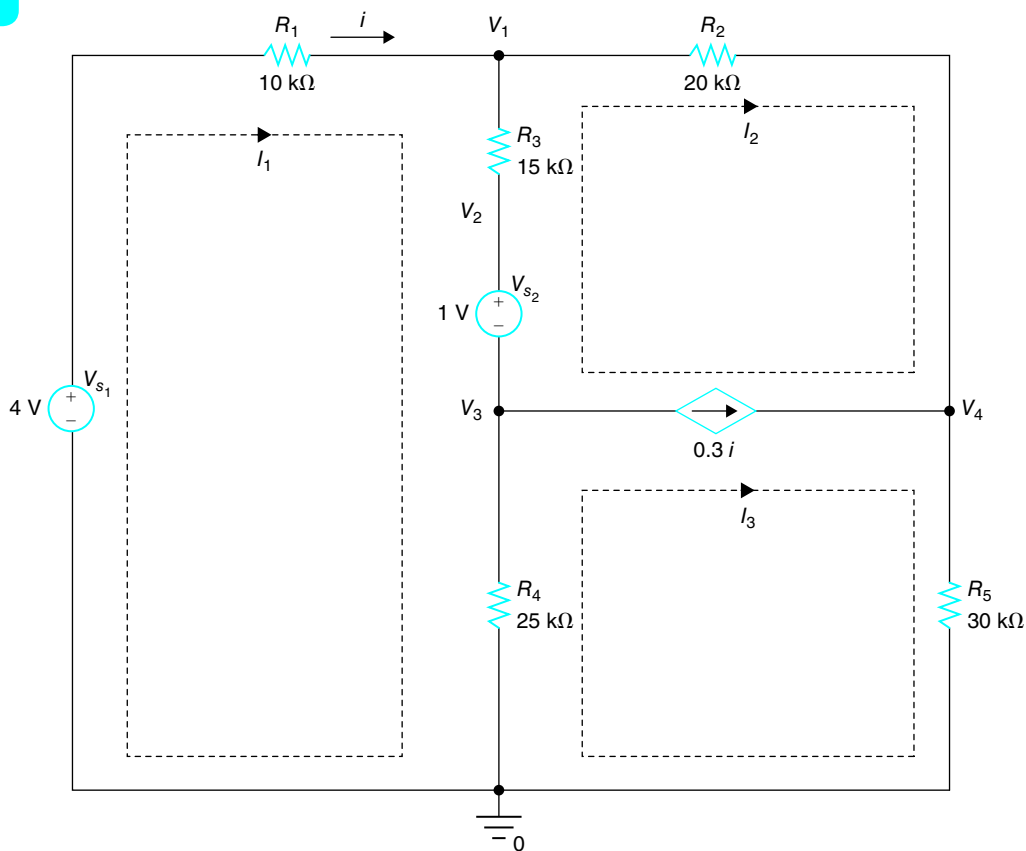 R1
i
V1
R2
10 kΩ
20 kΩ
I1
R3
15 kΩ
I2
V2
Vs2
+
1 V
−
Vs1
+
4 V
−
V3
V4
0.3 i
I3
R4
25 kΩ
R5
30 kΩ
0